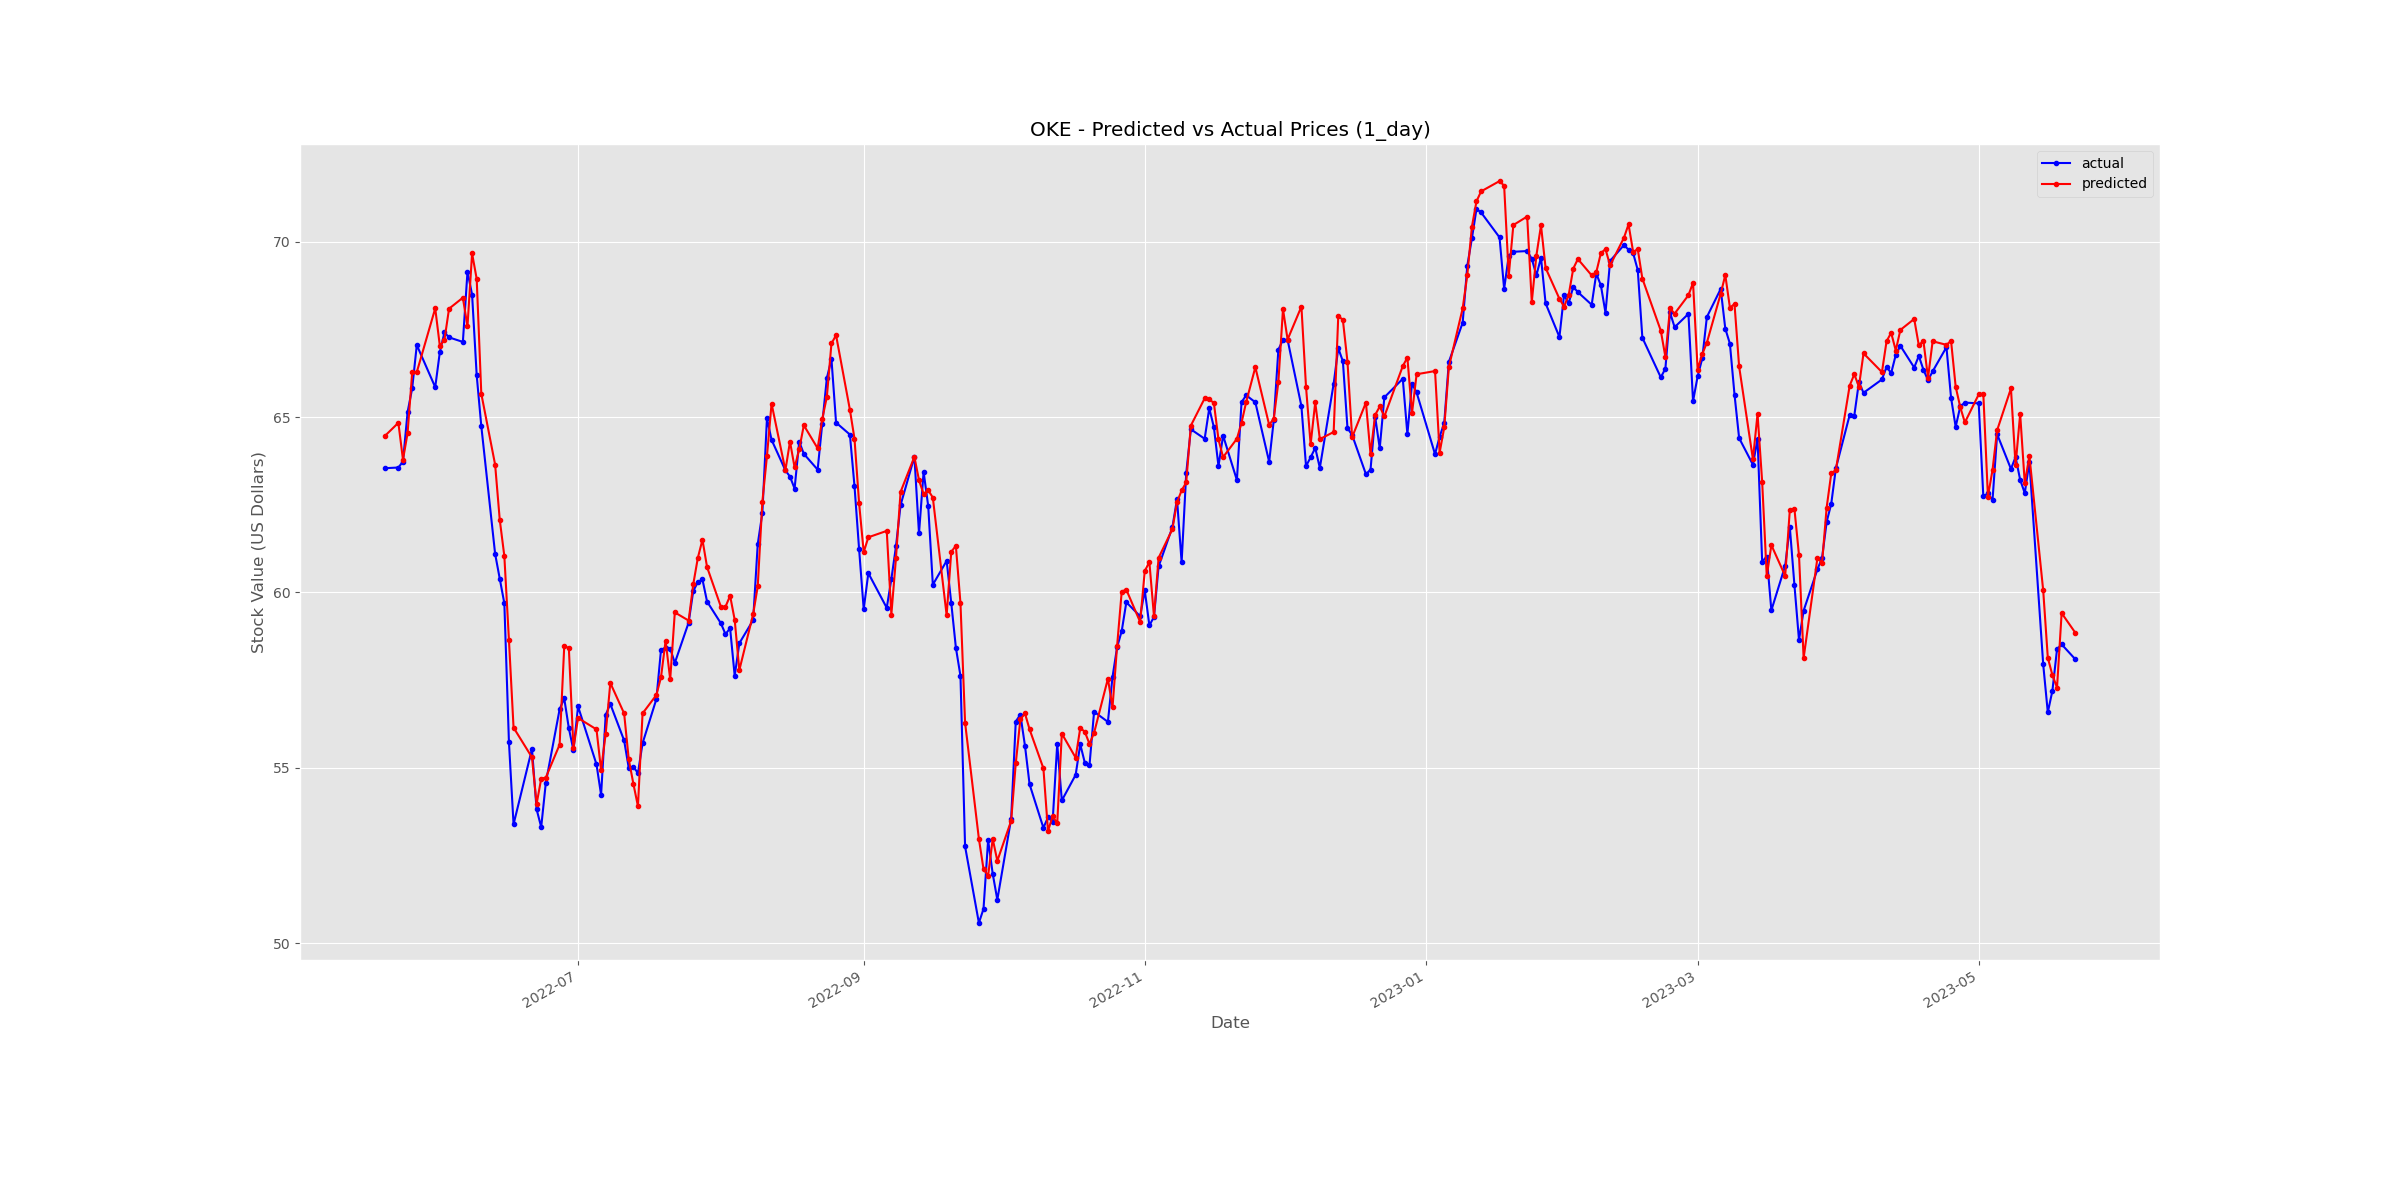 OKE - Predicted vs Actual Prices (1_day)
actual
predicted
Stock Value (US Dollars)
70
65
60
55
50
2022-07
2022-09
2022-11
2023-01
2023-03
2023-05
Date